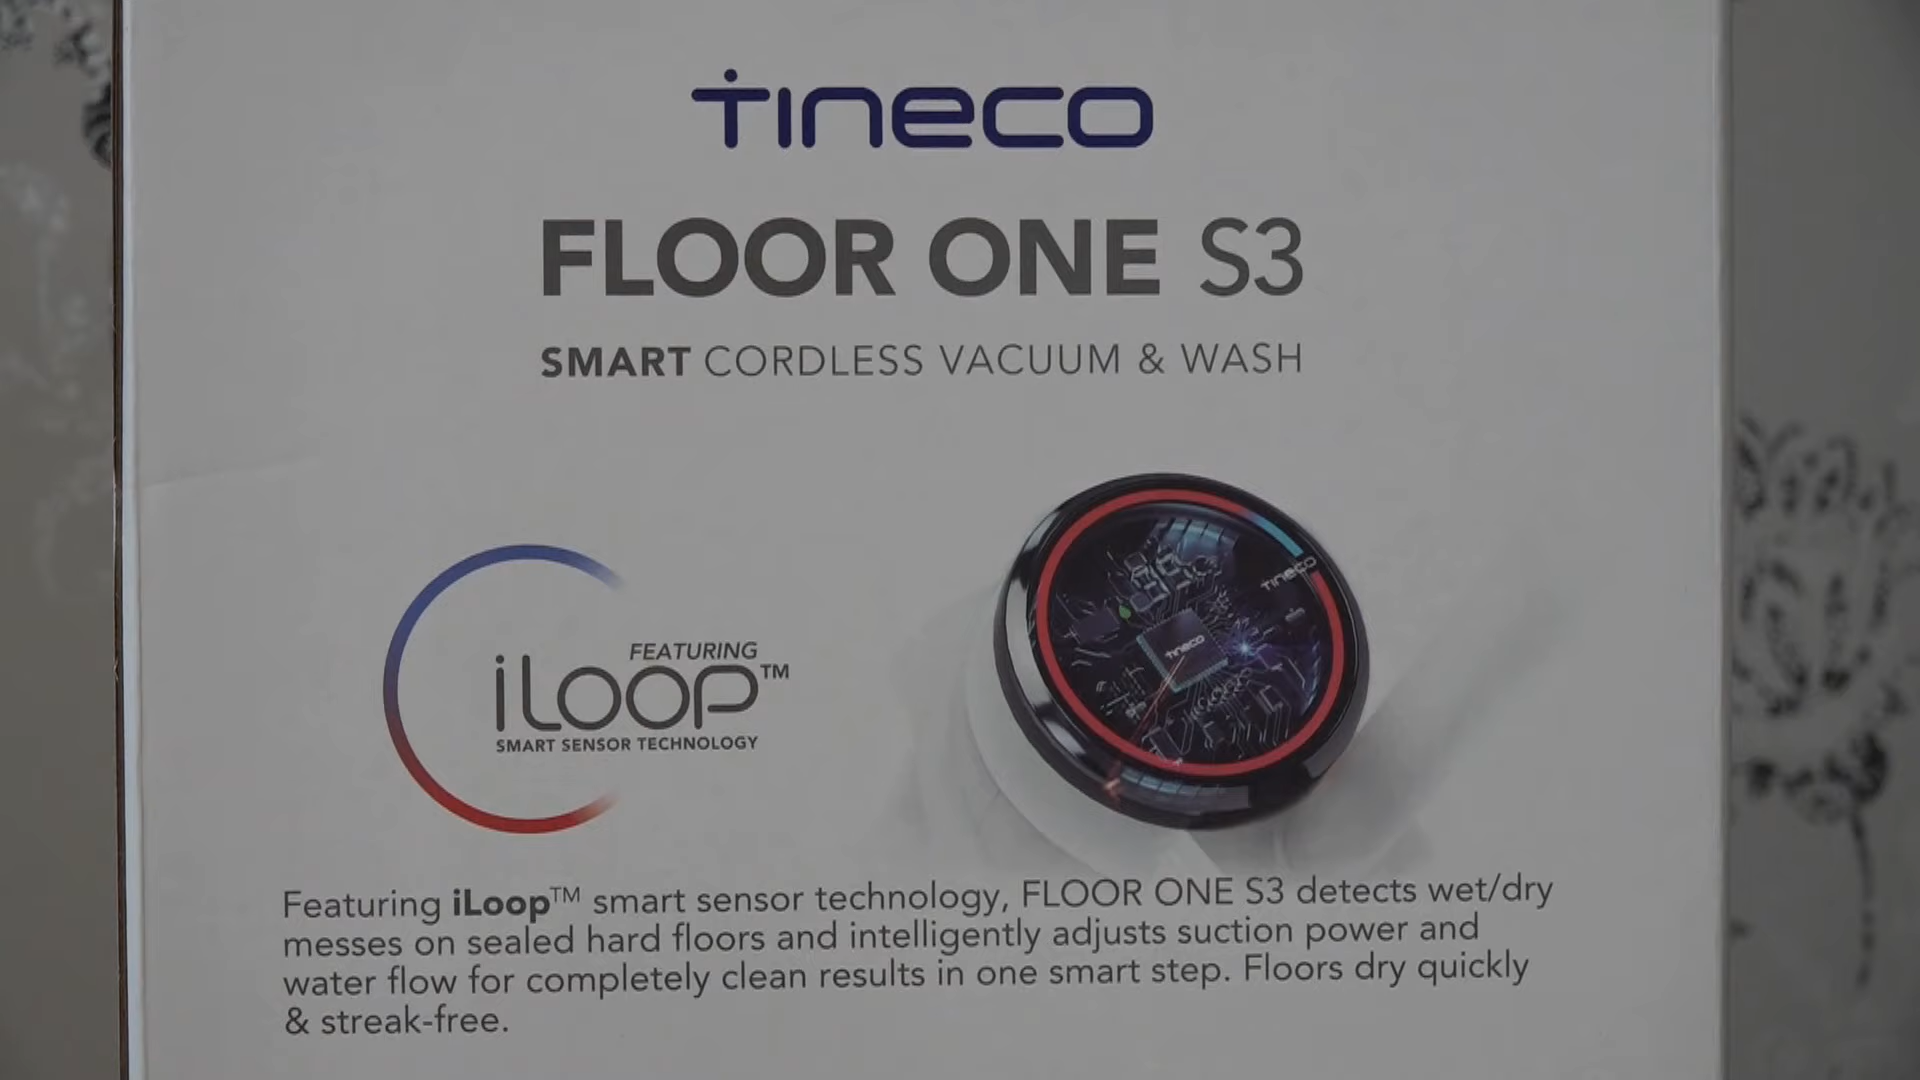 TINECO
FLOOR ONE S3
SMART CORDLESS VACUUM & WASH
FEATURING
iLOOP™
SMART SENSOR TECHNOLOGY
TINECO
TINECO
Featuring iLoop™ smart sensor technology, FLOOR ONE S3 detects wet/dry
messes on sealed hard floors and intelligently adjusts suction power and
water flow for completely clean results in one smart step. Floors dry quickly
& streak-free.